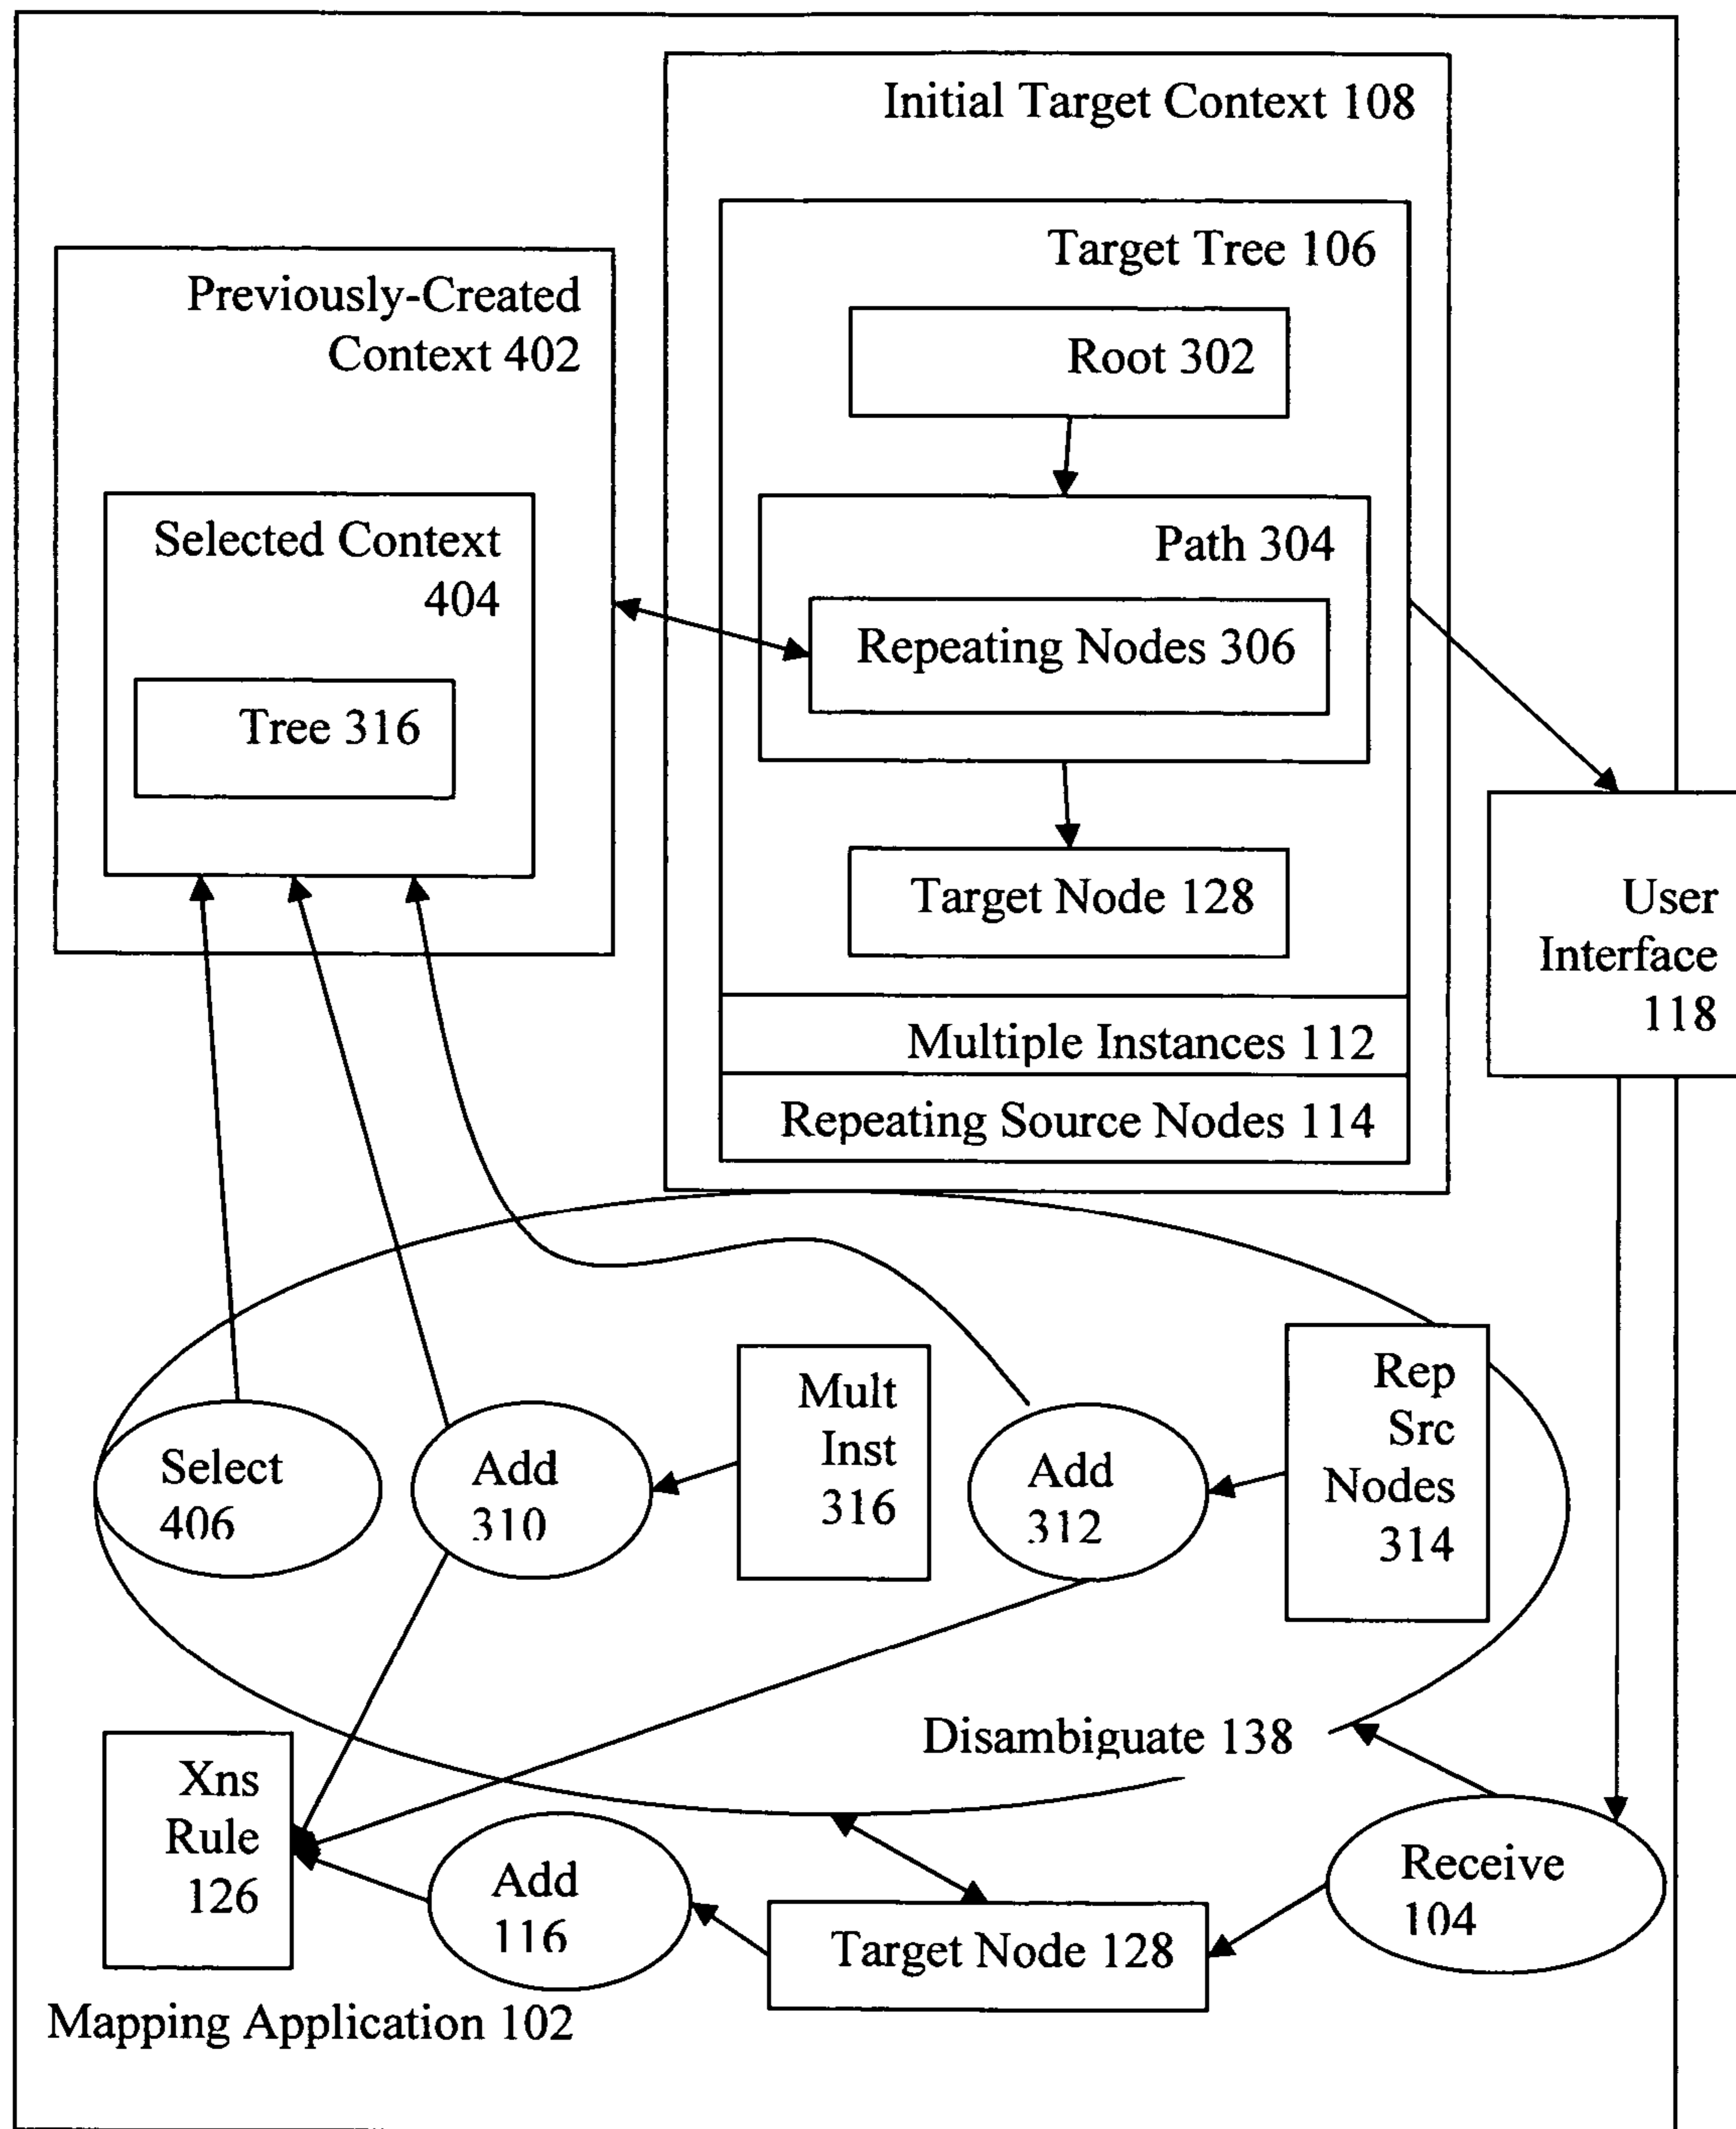 Initial Target Context 108
Target Tree 106
Root 302
Path 304
Repeating Nodes 306
Target Node 128
Multiple Instances 112
Repeating Source Nodes 114
Previously-Created
Context 402
Selected Context
404
Tree 316
User
Interface
118
Select
406
Add
310
Mult
Inst
316
Add
312
Rep
Src
Nodes
314
Disambiguate 138
Xns
Rule
126
Add
116
Target Node 128
Receive
104
Mapping Application 102